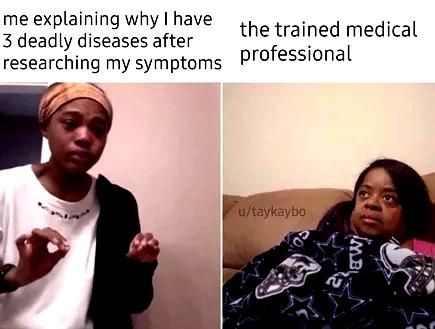 me explaining why I have
3 deadly diseases after
researching my symptoms
the trained medical
professional
u/taykaybo